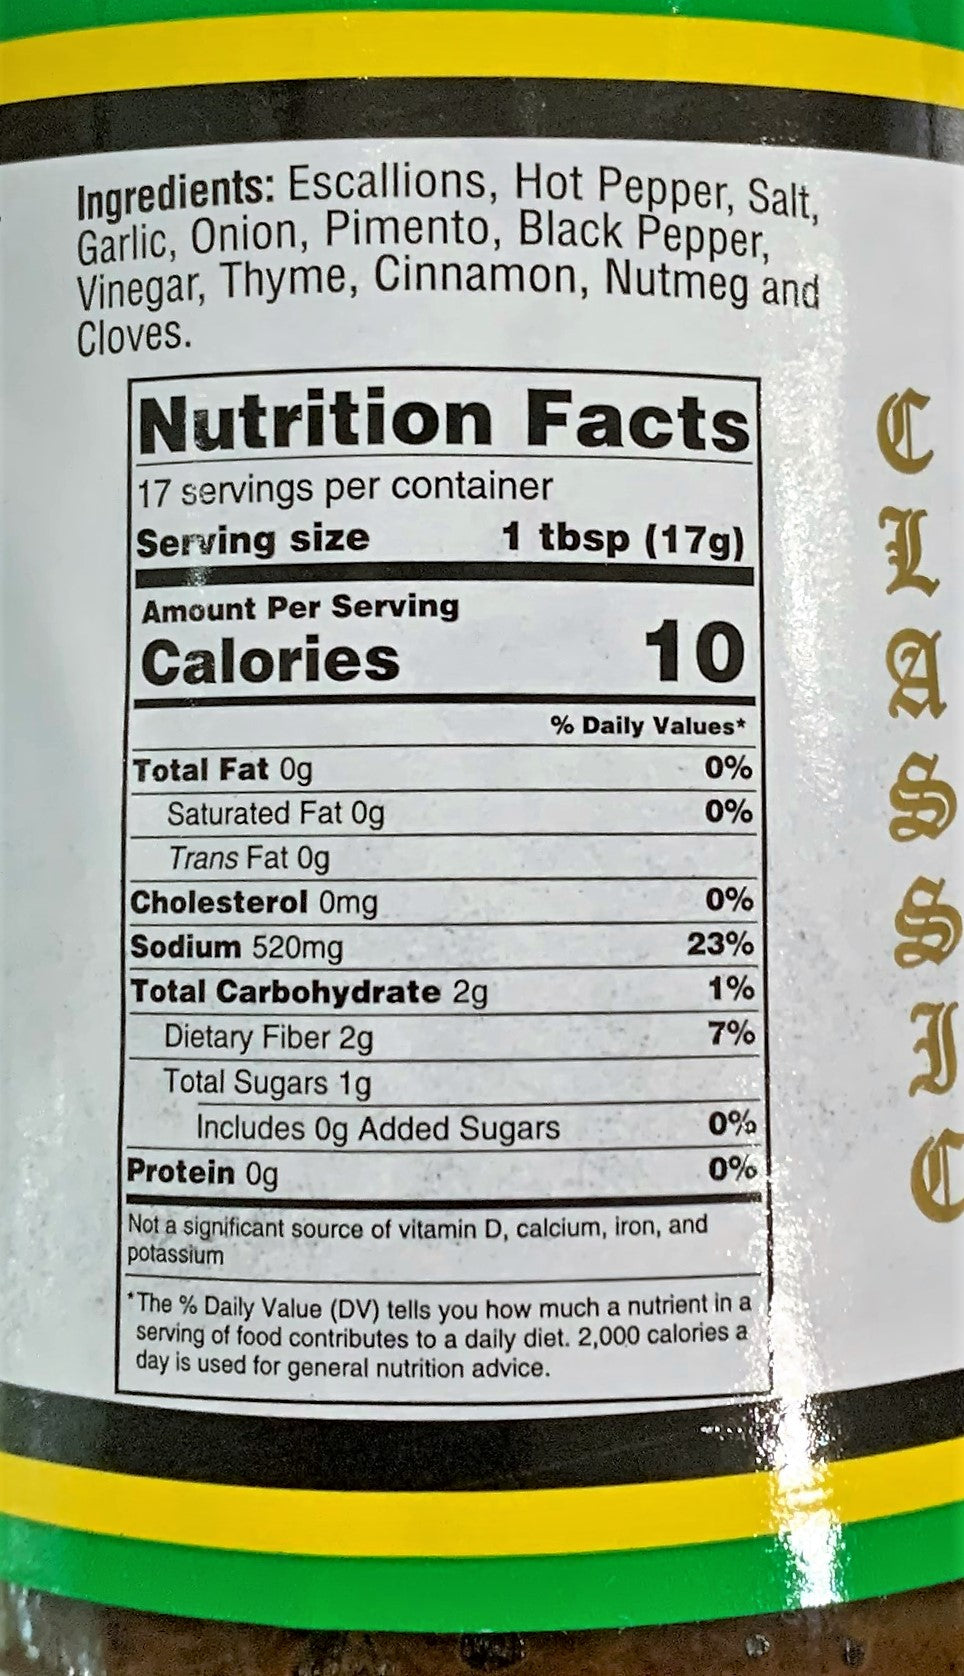 Ingredients: Escallions, Hot Pepper, Salt,
Garlic, Onion, Pimento, Black Pepper,
Vinegar, Thyme, Cinnamon, Nutmeg and
Cloves.
Nutrition Facts
17 servings per container
Serving size 1 tbsp (17g)
Amount Per Serving
Calories 10
% Daily Values*
Total Fat 0g 0%
Saturated Fat 0g 0%
Trans Fat 0g
Cholesterol 0mg 0%
Sodium 520mg 23%
Total Carbohydrate 2g 1%
Dietary Fiber 2g 7%
Total Sugars 1g
Includes 0g Added Sugars 0%
Protein 0g 0%
Not a significant source of vitamin D, calcium, iron, and
potassium
*The % Daily Value (DV) tells you how much a nutrient in a
serving of food contributes to a daily diet. 2,000 calories a
day is used for general nutrition advice.
CLASSIC